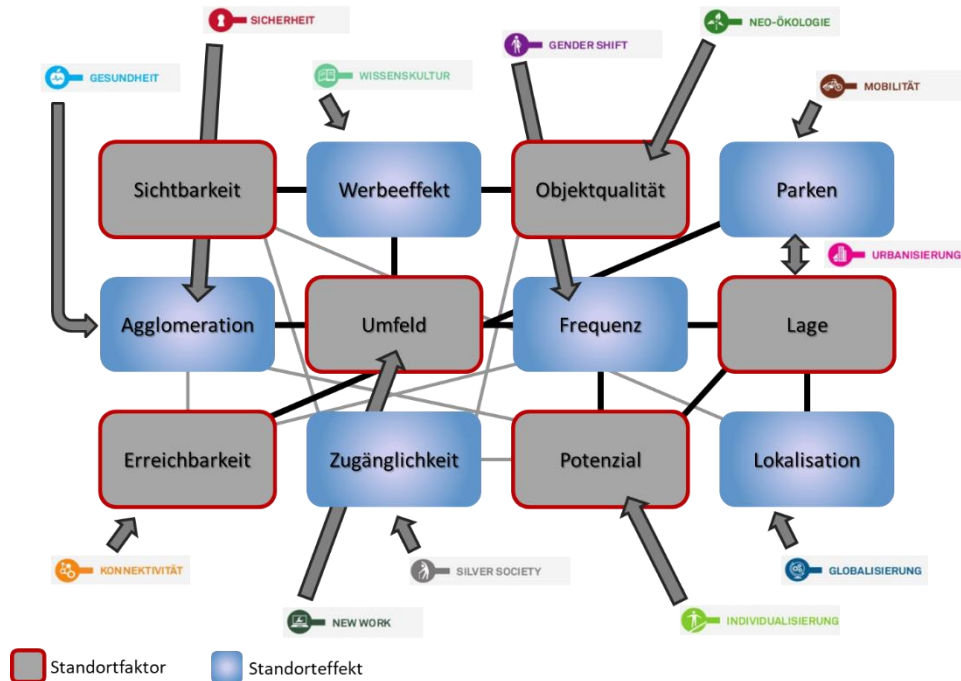 SICHERHEIT
NEO-ÖKOLOGIE
GENDER SHIFT
GESUNDHEIT
WISSENSKULTUR
MOBILITÄT
Sichtbarkeit
Werbeeffekt
Objektqualität
Parken
URBANISIERUNG
Agglomeration
Umfeld
Frequenz
Lage
Erreichbarkeit
Zugänglichkeit
Potenzial
Lokalisation
KONNEKTIVITÄT
SILVER SOCIETY
GLOBALISIERUNG
NEW WORK
INDIVIDUALISIERUNG
Standortfaktor
Standorteffekt